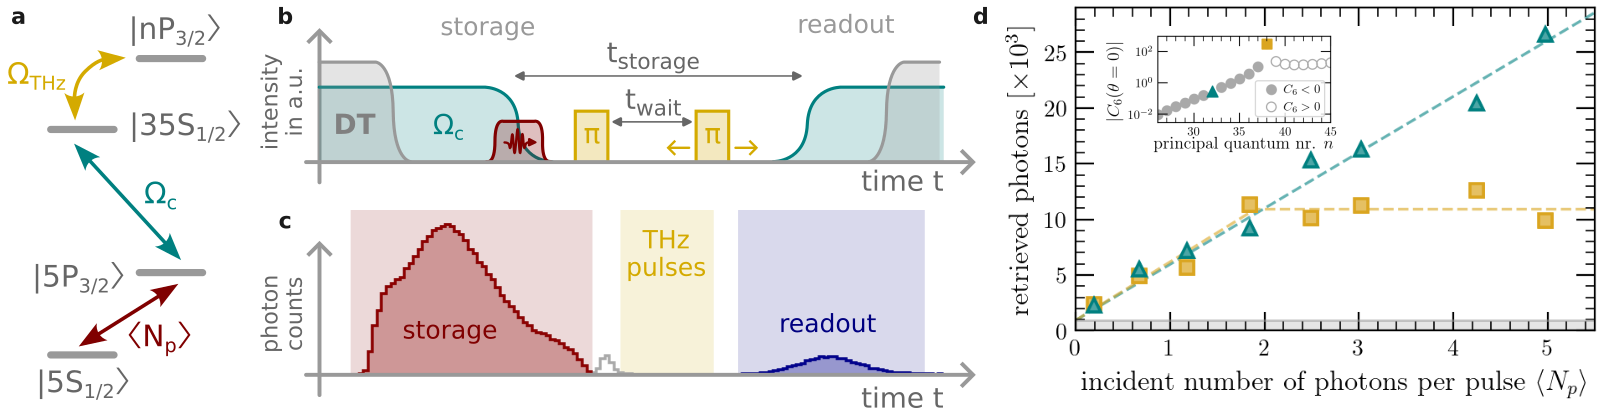 a
|nP3/2⟩
ΩTHz
|35S1/2⟩
Ωc
|5P3/2⟩
⟨Np⟩
|5S1/2⟩
b
storage
readout
intensity
in a.u.
tstorage
twait
DT
Ωc
π
π
time t
c
photon
counts
storage
THz
pulses
readout
time t
d
retrieved photons [×10³]
25
20
15
10
5
0
0 1 2 3 4 5
incident number of photons per pulse ⟨Np⟩
|C6(θ = 0)|
10²
10⁰
10⁻²
C6 < 0
C6 > 0
30 35 40 45
principal quantum nr. n